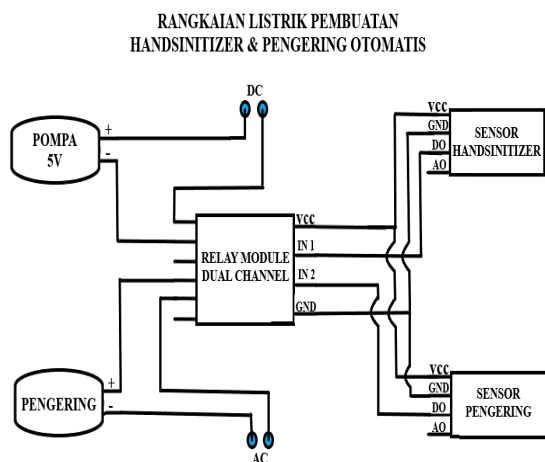 RANGKAIAN LISTRIK PEMBUATAN
HANDSINITIZER & PENGERING OTOMATIS
DC
POMPA
5V
+
-
VCC
GND
DO
AO
SENSOR
HANDSINITIZER
RELAY MODULE
DUAL CHANNEL
VCC
IN 1
IN 2
GND
PENGERING
+
-
AC
VCC
GND
DO
AO
SENSOR
PENGERING